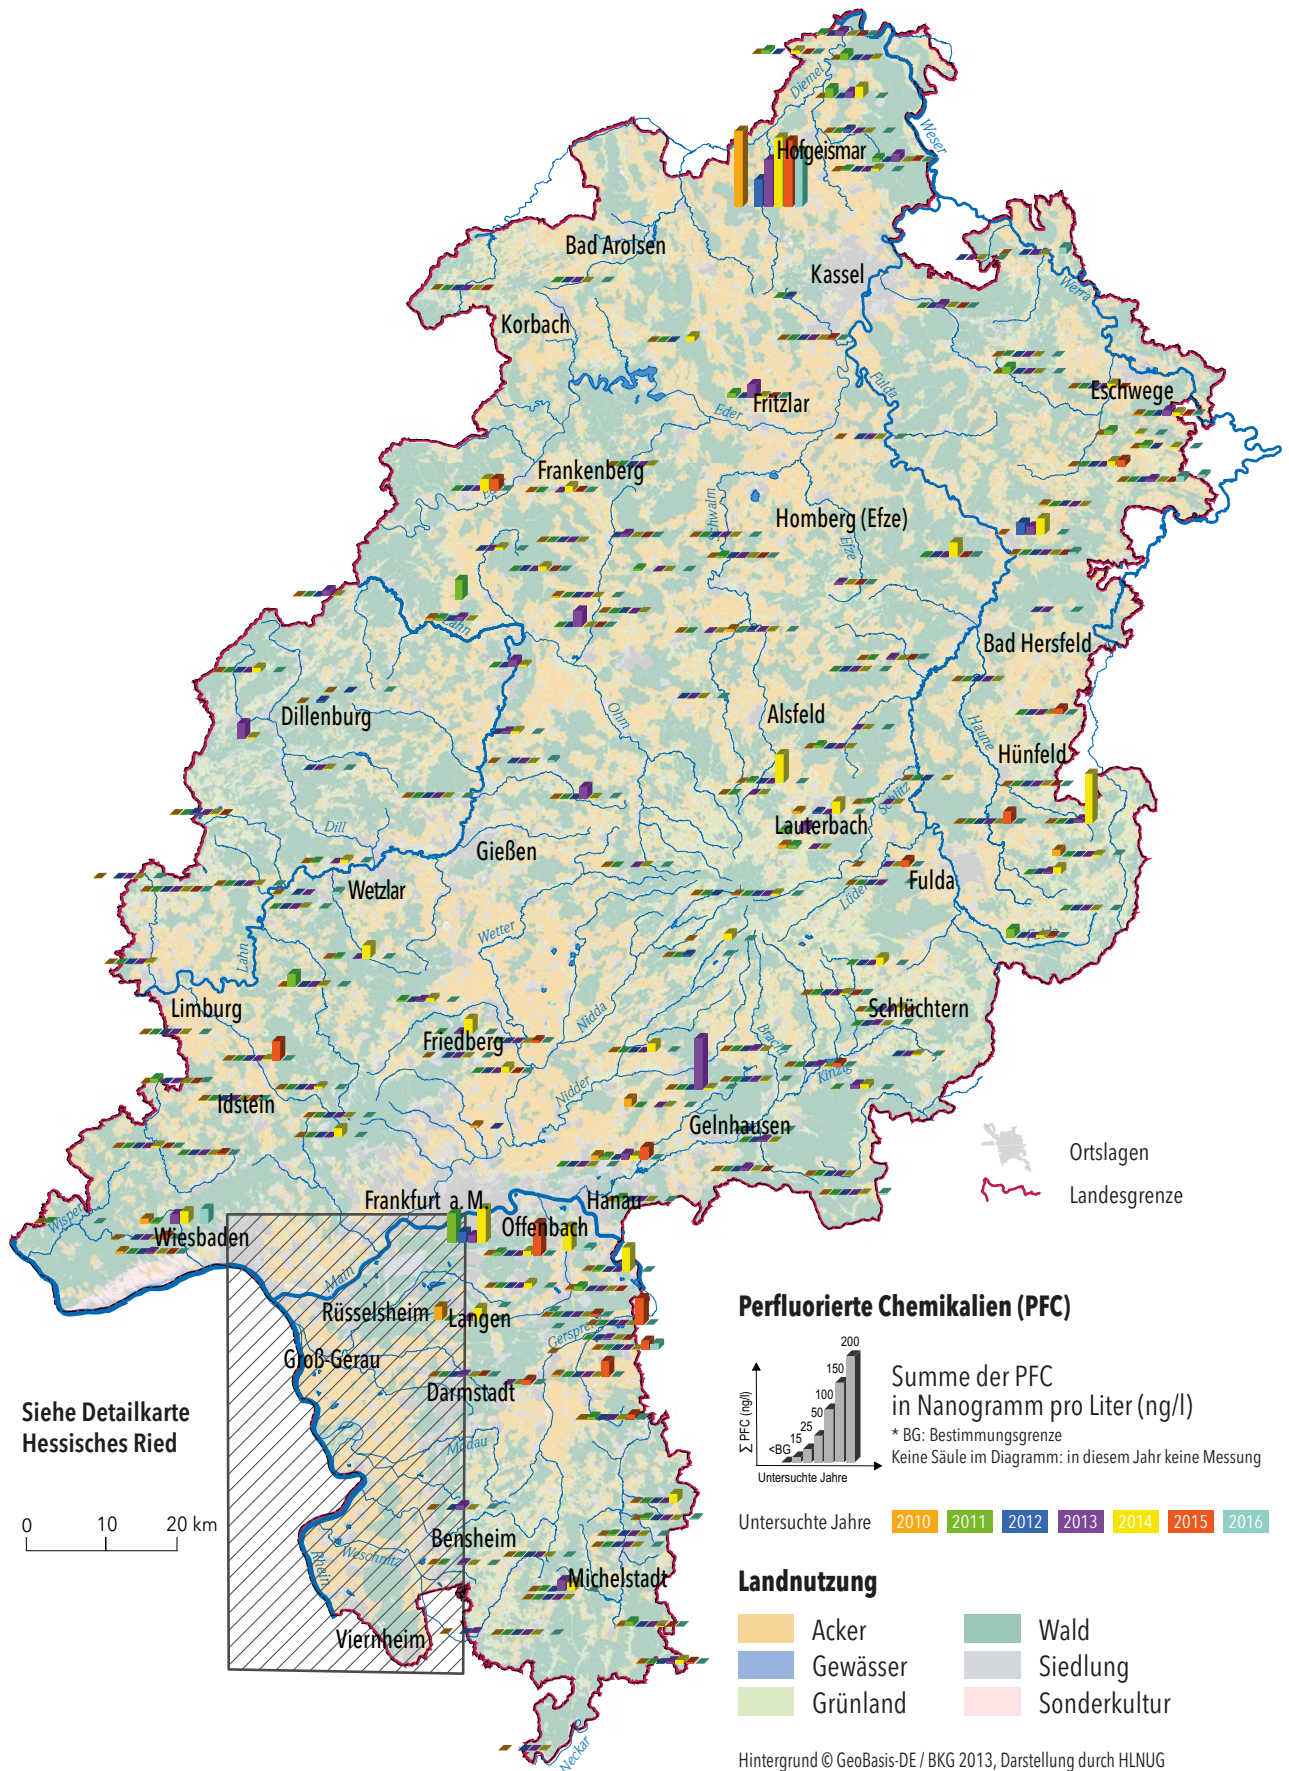 Diemel
Weser
Hofgeismar
Bad Arolsen
Kassel
Werra
Korbach
Fulda
Eschwege
Fritzlar
Eder
Frankenberg
Schwalm
Homberg (Efze)
Efze
Lahn
Bad Hersfeld
Dillenburg
Ohm
Alsfeld
Haune
Hünfeld
Schlitz
Lauterbach
Dill
Gießen
Wetzlar
Fulda
Lüder
Wetter
Lahn
Limburg
Nidda
Schlüchtern
Friedberg
Bracht
Kinzig
Nidder
Idstein
Gelnhausen
Ortslagen
Landesgrenze
Frankfurt a. M.
Hanau
Wisper
Offenbach
Wiesbaden
Main
Rüsselsheim
Langen
Gersprenz
Groß-Gerau
Darmstadt
Modau
Siehe Detailkarte
Hessisches Ried
0 10 20 km
Bensheim
Weschnitz
Rhein
Michelstadt
Viernheim
Neckar
Perfluorierte Chemikalien (PFC)
∑ PFC (ng/l)
<BG
15
25
50
100
150
200
Untersuchte Jahre
Summe der PFC
in Nanogramm pro Liter (ng/l)
* BG: Bestimmungsgrenze
Keine Säule im Diagramm: in diesem Jahr keine Messung
Untersuchte Jahre 2010 2011 2012 2013 2014 2015 2016
Landnutzung
Acker
Gewässer
Grünland
Wald
Siedlung
Sonderkultur
Hintergrund © GeoBasis-DE / BKG 2013, Darstellung durch HLNUG